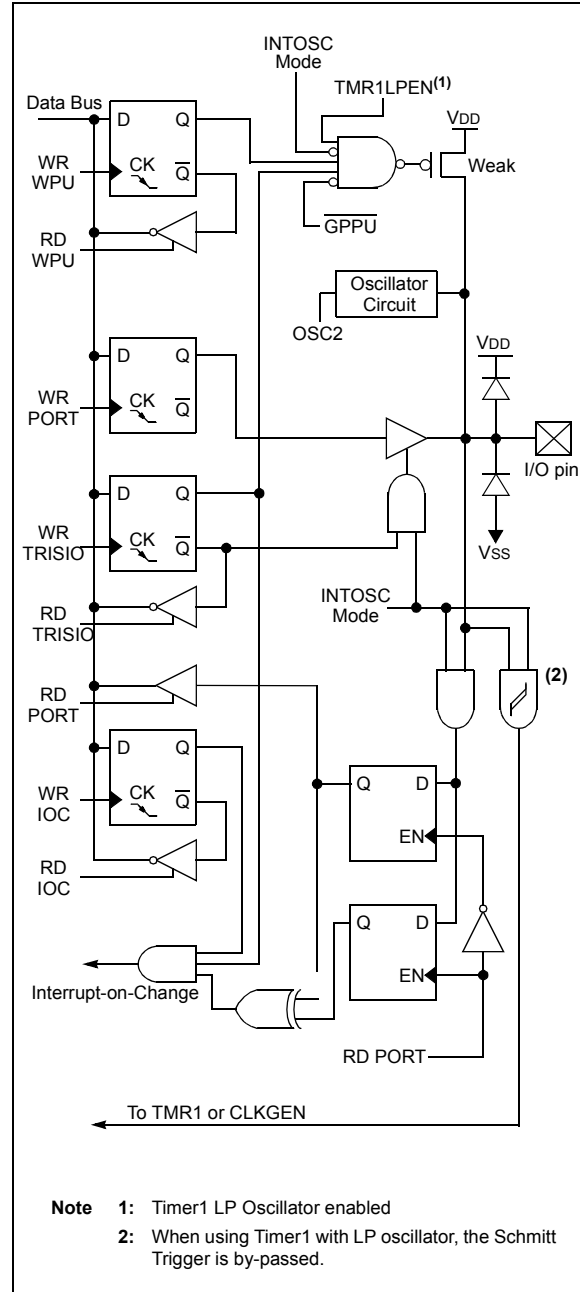 INTOSC
Mode
TMR1LPEN(1)
Data Bus
D Q
VDD
WR
WPU
CK Q
Weak
GPPU
RD
WPU
Oscillator
Circuit
OSC2
D Q
VDD
WR
PORT
CK Q
I/O pin
D Q
WR
TRISIO
CK Q
VSS
INTOSC
Mode
RD
TRISIO
(2)
RD
PORT
D Q
Q D
WR
IOC
CK Q
EN
RD
IOC
Q D
Interrupt-on-Change
EN
RD PORT
To TMR1 or CLKGEN
Note 1: Timer1 LP Oscillator enabled
2: When using Timer1 with LP oscillator, the Schmitt
Trigger is by-passed.